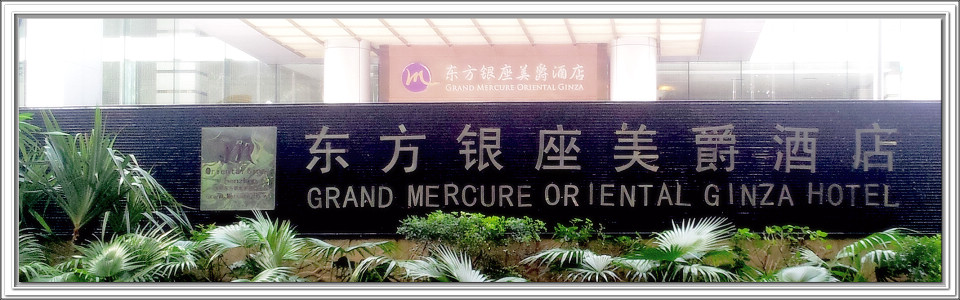 东方银座美爵酒店
GRAND MERCURE ORIENTAL GINZA
东方银座美爵酒店
GRAND MERCURE ORIENTAL GINZA HOTEL